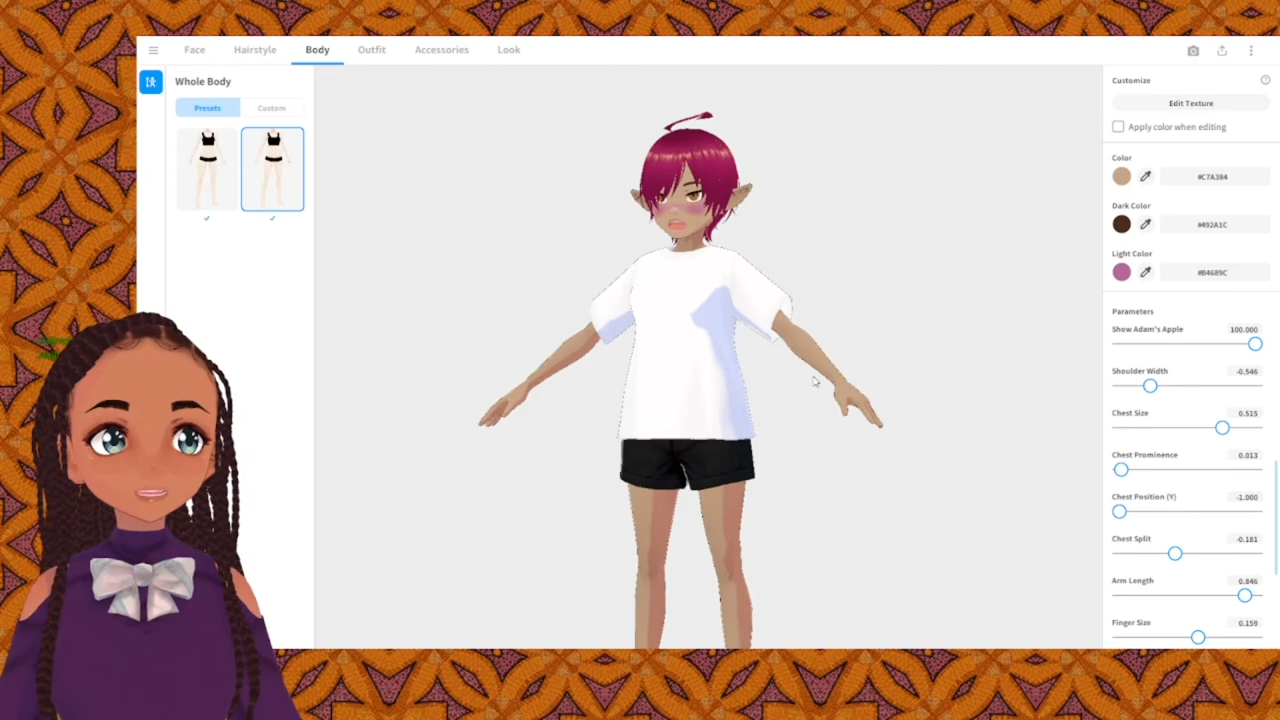 Face Hairstyle Body Outfit Accessories Look
Whole Body
Presets Custom
Customize
Edit Texture
Apply color when editing
Color
#C7A384
Dark Color
#492A1C
Light Color
#B4689C
Parameters
Show Adam's Apple 100.000
Shoulder Width -0.546
Chest Size 0.515
Chest Prominence 0.013
Chest Position (Y) -1.000
Chest Split -0.181
Arm Length 0.846
Finger Size 0.159